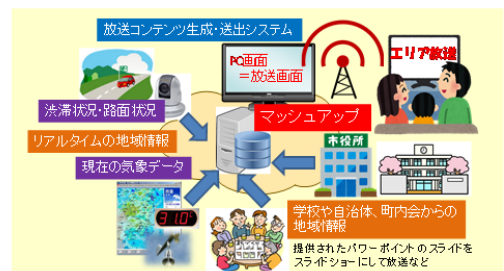 放送コンテンツ生成・送出システム
PC画面
＝放送画面
エリア放送
渋滞状況・路面状況
マッシュアップ
リアルタイムの地域情報
市役所
現在の気象データ
31.0℃
学校や自治体、町内会からの
地域情報
提供されたパワーポイントのスライドを
スライドショーにして放送など